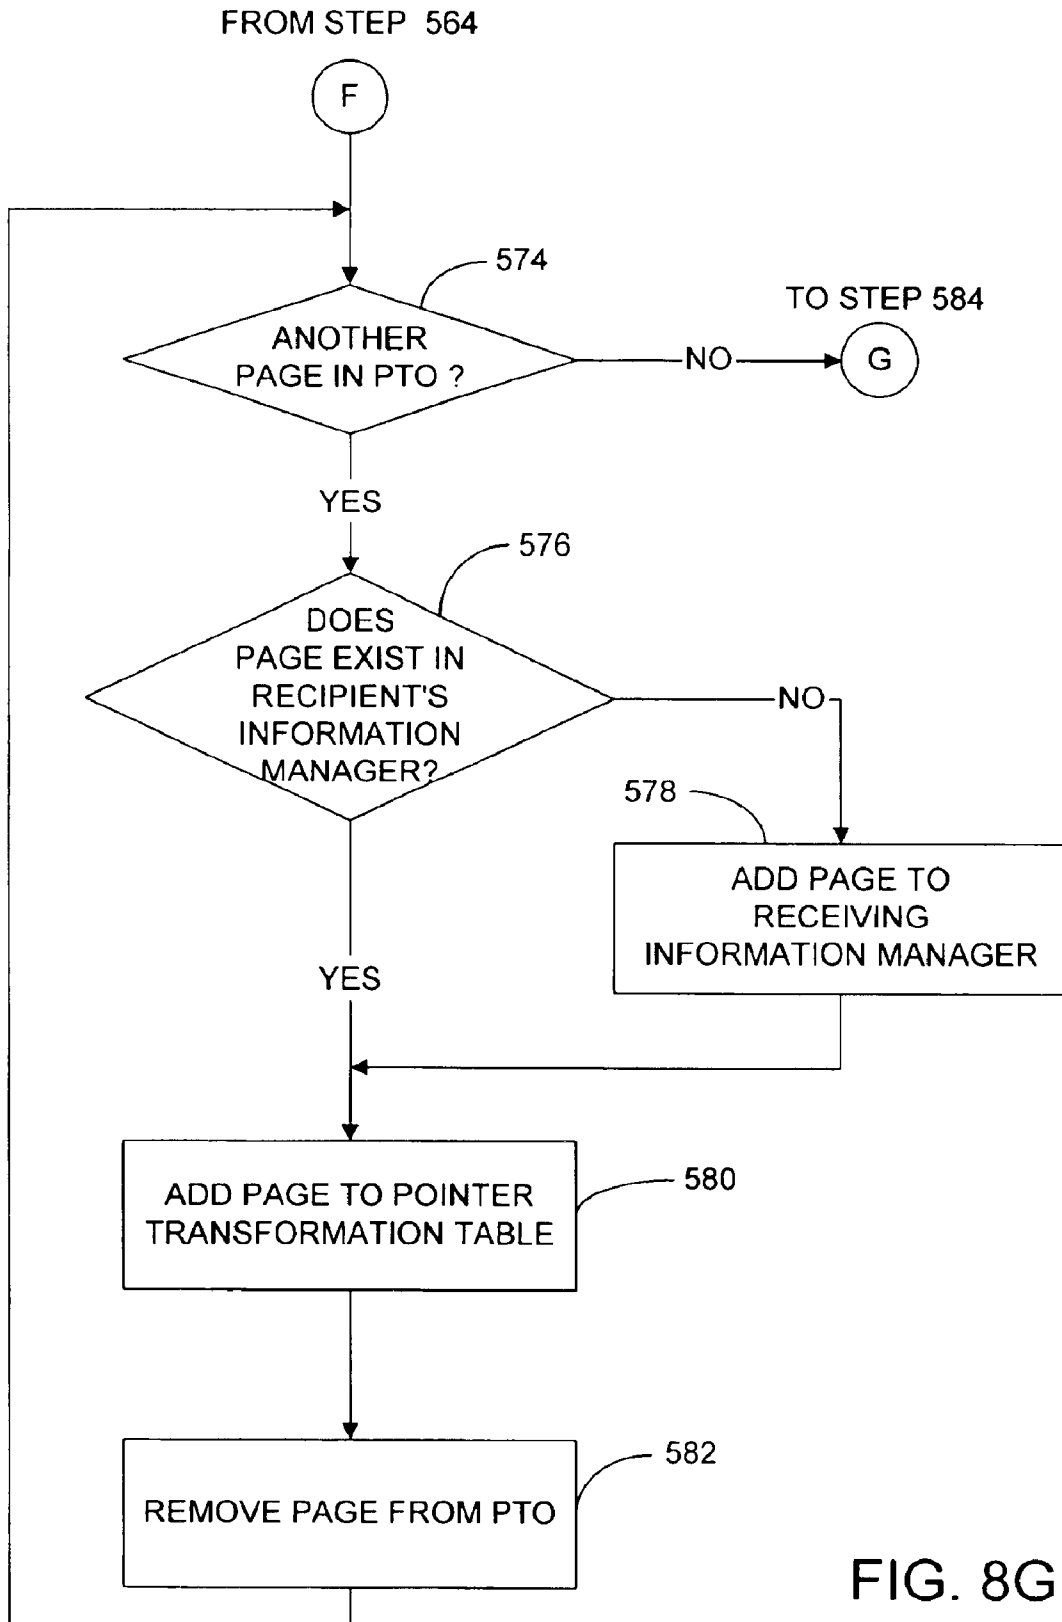 FROM STEP 564
F
574
TO STEP 584
ANOTHER
PAGE IN PTO ?
NO
G
YES
576
DOES
PAGE EXIST IN
RECIPIENT'S
INFORMATION
MANAGER?
NO
578
ADD PAGE TO
RECEIVING
INFORMATION MANAGER
YES
580
ADD PAGE TO POINTER
TRANSFORMATION TABLE
582
REMOVE PAGE FROM PTO
FIG. 8G